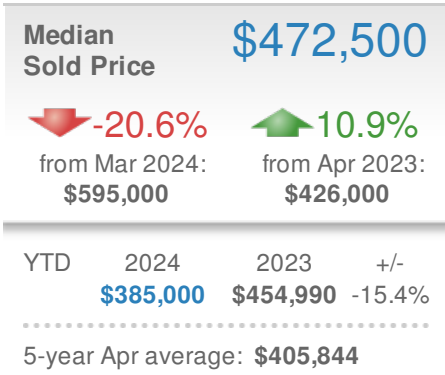 Median $472,500
Sold Price
-20.6% 10.9%
from Mar 2024: from Apr 2023:
$595,000 $426,000
YTD 2024 2023 +/-
$385,000 $454,990 -15.4%
5-year Apr average: $405,844